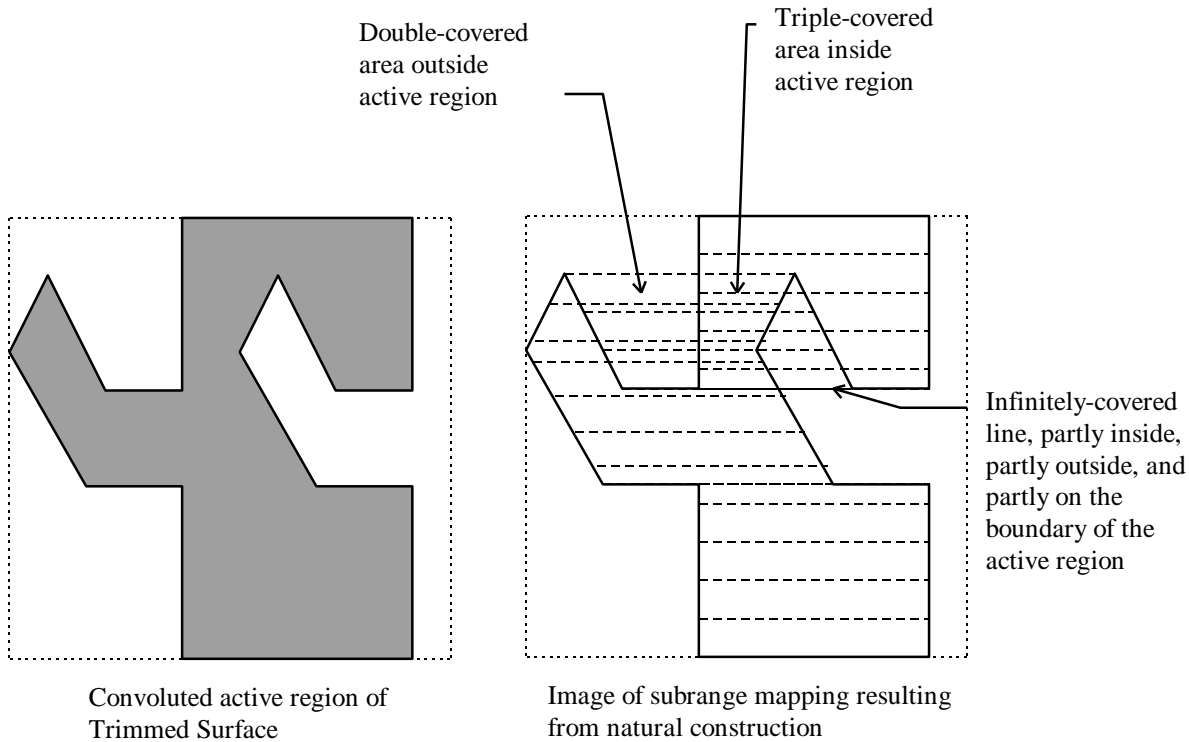 Double-covered
area outside
active region
Triple-covered
area inside
active region
Infinitely-covered
line, partly inside,
partly outside, and
partly on the
boundary of the
active region
Convoluted active region of
Trimmed Surface
Image of subrange mapping resulting
from natural construction